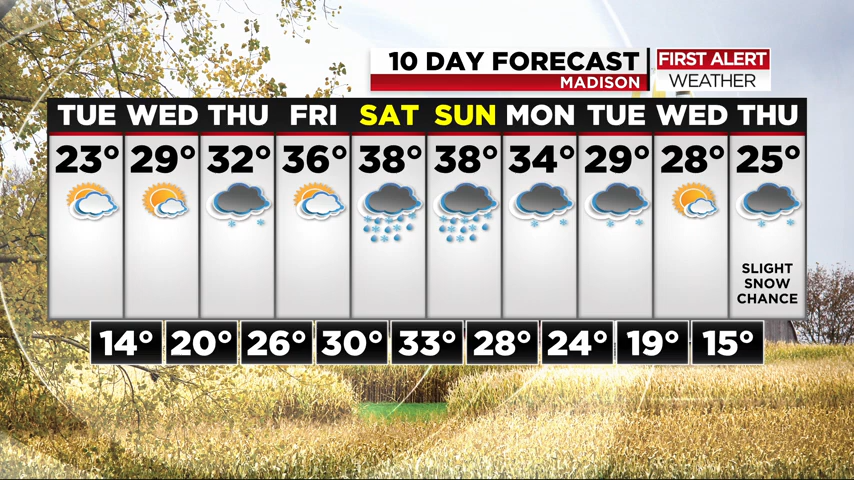 10 DAY FORECAST
MADISON
FIRST ALERT
WEATHER
TUE WED THU FRI SAT SUN MON TUE WED THU
23° 29° 32° 36° 38° 38° 34° 29° 28° 25°
SLIGHT
SNOW
CHANCE
14° 20° 26° 30° 33° 28° 24° 19° 15°